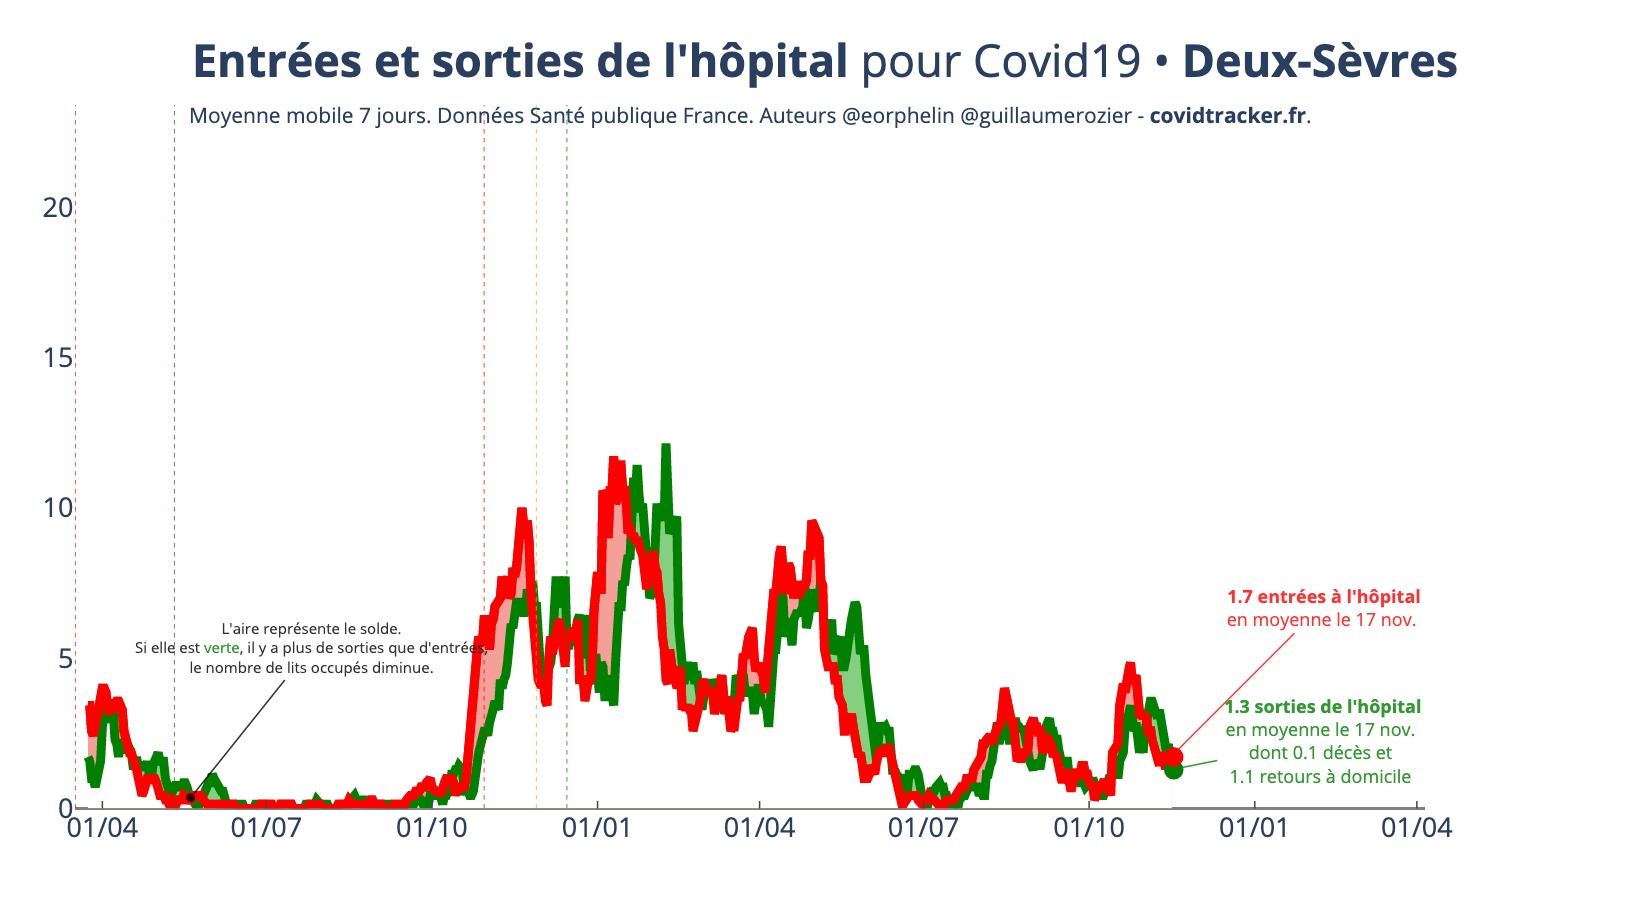 Entrées et sorties de l'hôpital pour Covid19 • Deux-Sèvres
Moyenne mobile 7 jours. Données Santé publique France. Auteurs @eorphelin @guillaumerozier - covidtracker.fr.
20
15
10
5
0
L'aire représente le solde.
Si elle est verte, il y a plus de sorties que d'entrées,
le nombre de lits occupés diminue.
1.7 entrées à l'hôpital
en moyenne le 17 nov.
1.3 sorties de l'hôpital
en moyenne le 17 nov.
dont 0.1 décès et
1.1 retours à domicile
01/04
01/07
01/10
01/01
01/04
01/07
01/10
01/01
01/04